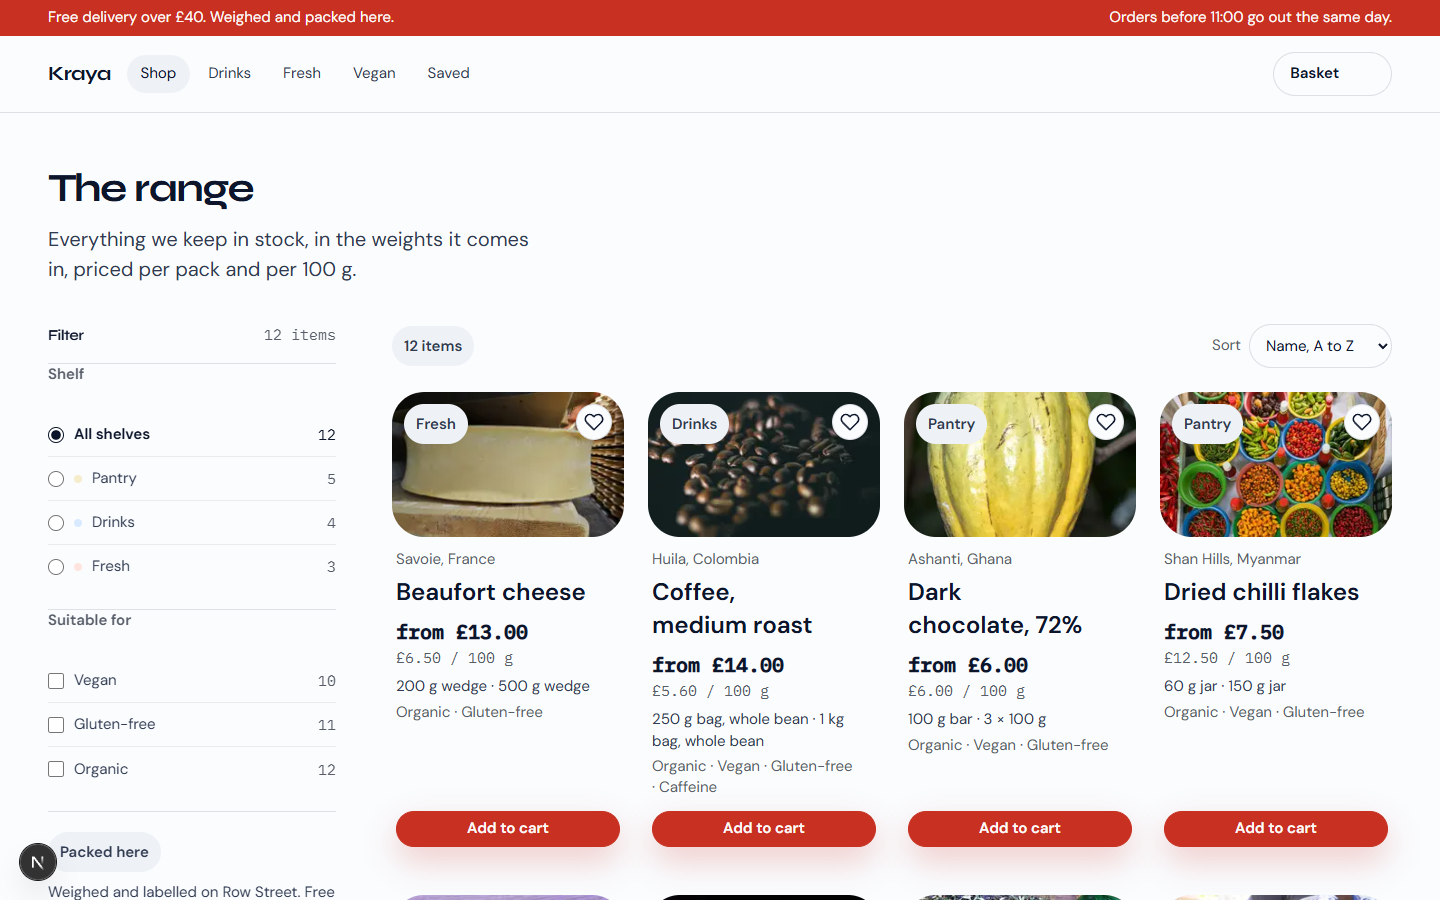 Free delivery over £40. Weighed and packed here.
Orders before 11:00 go out the same day.
Kraya
Shop
Drinks
Fresh
Vegan
Saved
Basket
The range
Everything we keep in stock, in the weights it comes
in, priced per pack and per 100 g.
Filter
12 items
Shelf
All shelves
12
Pantry
5
Drinks
4
Fresh
3
Suitable for
Vegan
10
Gluten-free
11
Organic
12
Packed here
Weighed and labelled on Row Street. Free
12 items
Sort
Name, A to Z
Fresh
Savoie, France
Beaufort cheese
from £13.00
£6.50 / 100 g
200 g wedge · 500 g wedge
Organic · Gluten-free
Add to cart
Drinks
Huila, Colombia
Coffee,
medium roast
from £14.00
£5.60 / 100 g
250 g bag, whole bean · 1 kg
bag, whole bean
Organic · Vegan · Gluten-free
· Caffeine
Add to cart
Pantry
Ashanti, Ghana
Dark
chocolate, 72%
from £6.00
£6.00 / 100 g
100 g bar · 3 × 100 g
Organic · Vegan · Gluten-free
Add to cart
Pantry
Shan Hills, Myanmar
Dried chilli flakes
from £7.50
£12.50 / 100 g
60 g jar · 150 g jar
Organic · Vegan · Gluten-free
Add to cart
N